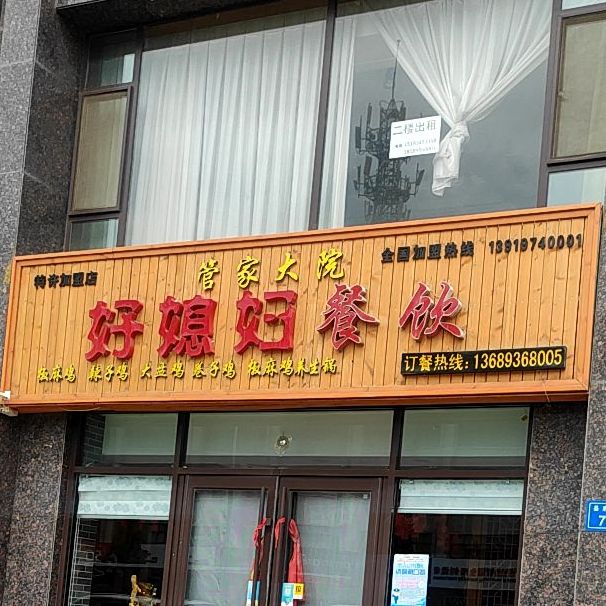 二楼出租
特许加盟店
管家大院
全国加盟热线 13919740001
好媳妇餐饮
椒麻鸡 辣子鸡 大盘鸡 卷子鸡 椒麻鸡养生锅
订餐热线:13689368005
7